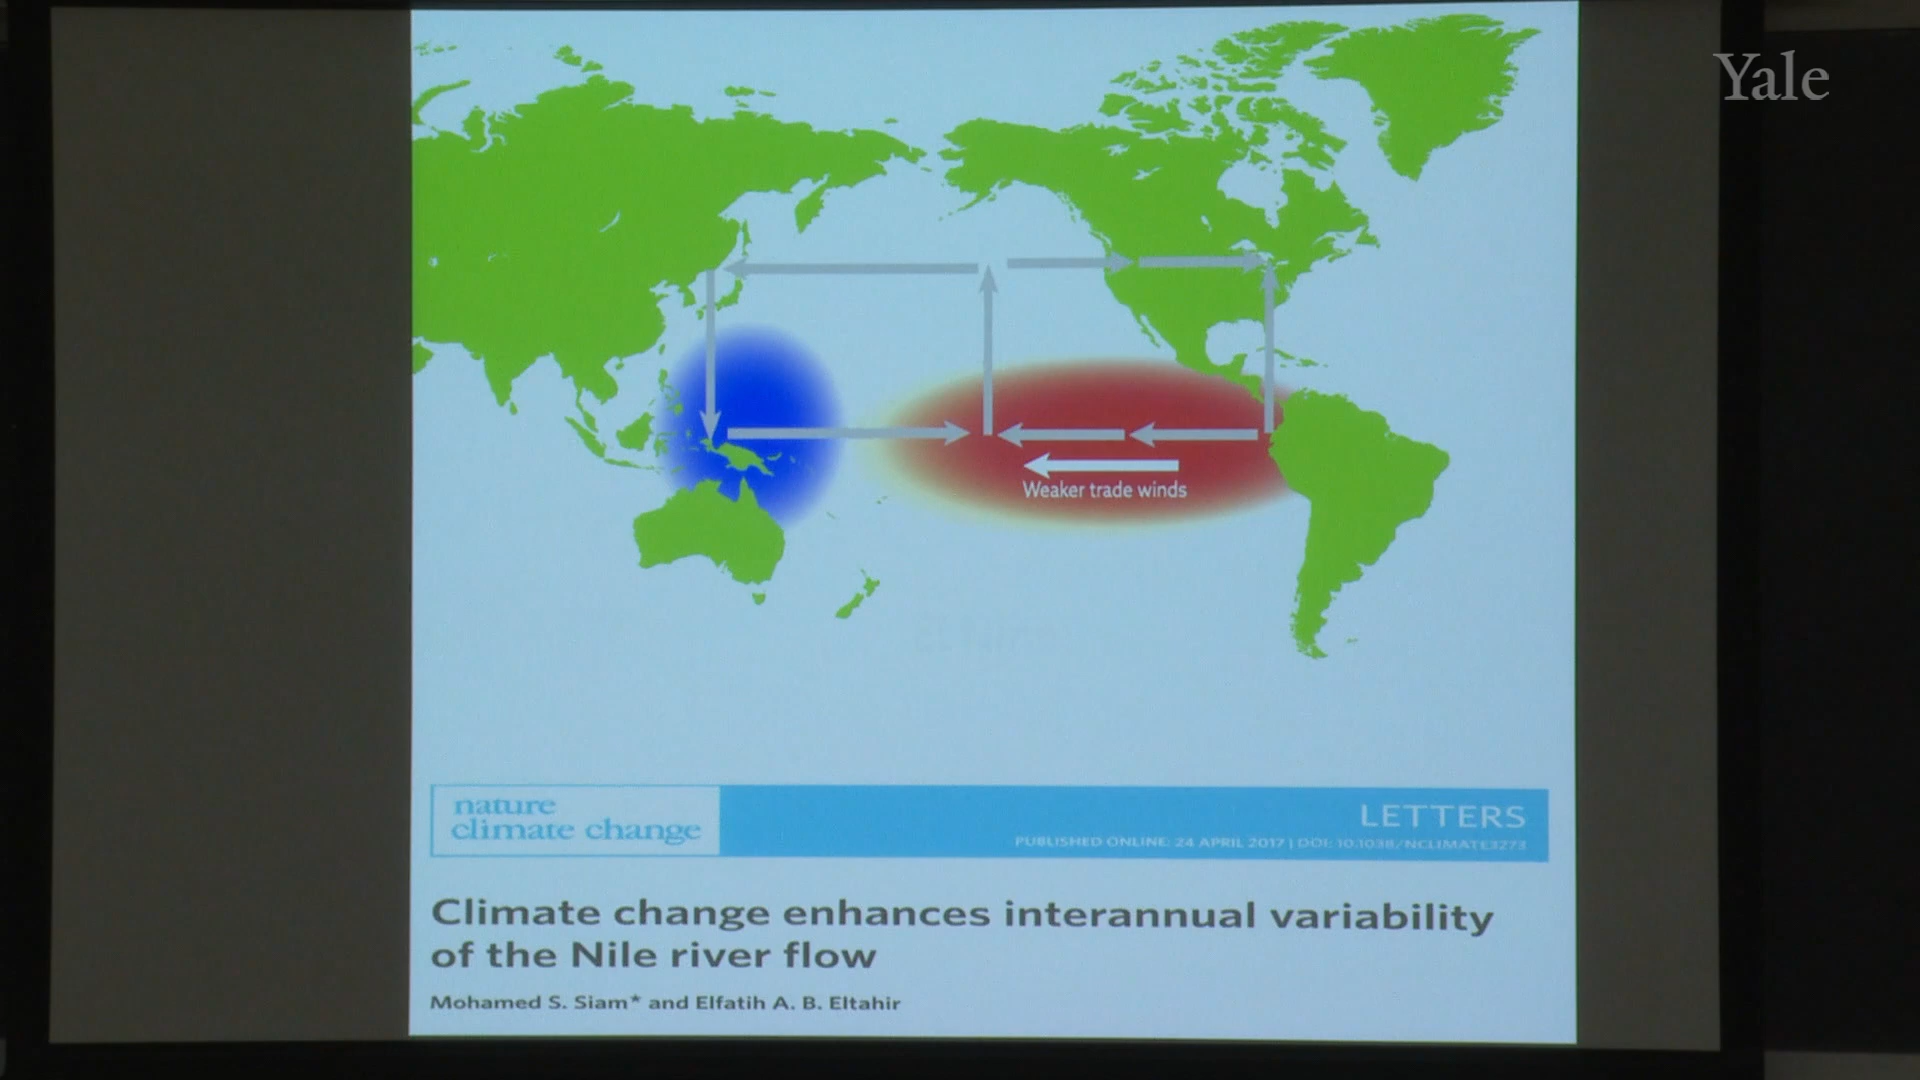 Yale
Weaker trade winds
nature
climate change
LETTERS
PUBLISHED ONLINE: 24 APRIL 2017 | DOI: 10.1038/NCLIMATE3273
Climate change enhances interannual variability
of the Nile river flow
Mohamed S. Siam* and Elfatih A. B. Eltahir